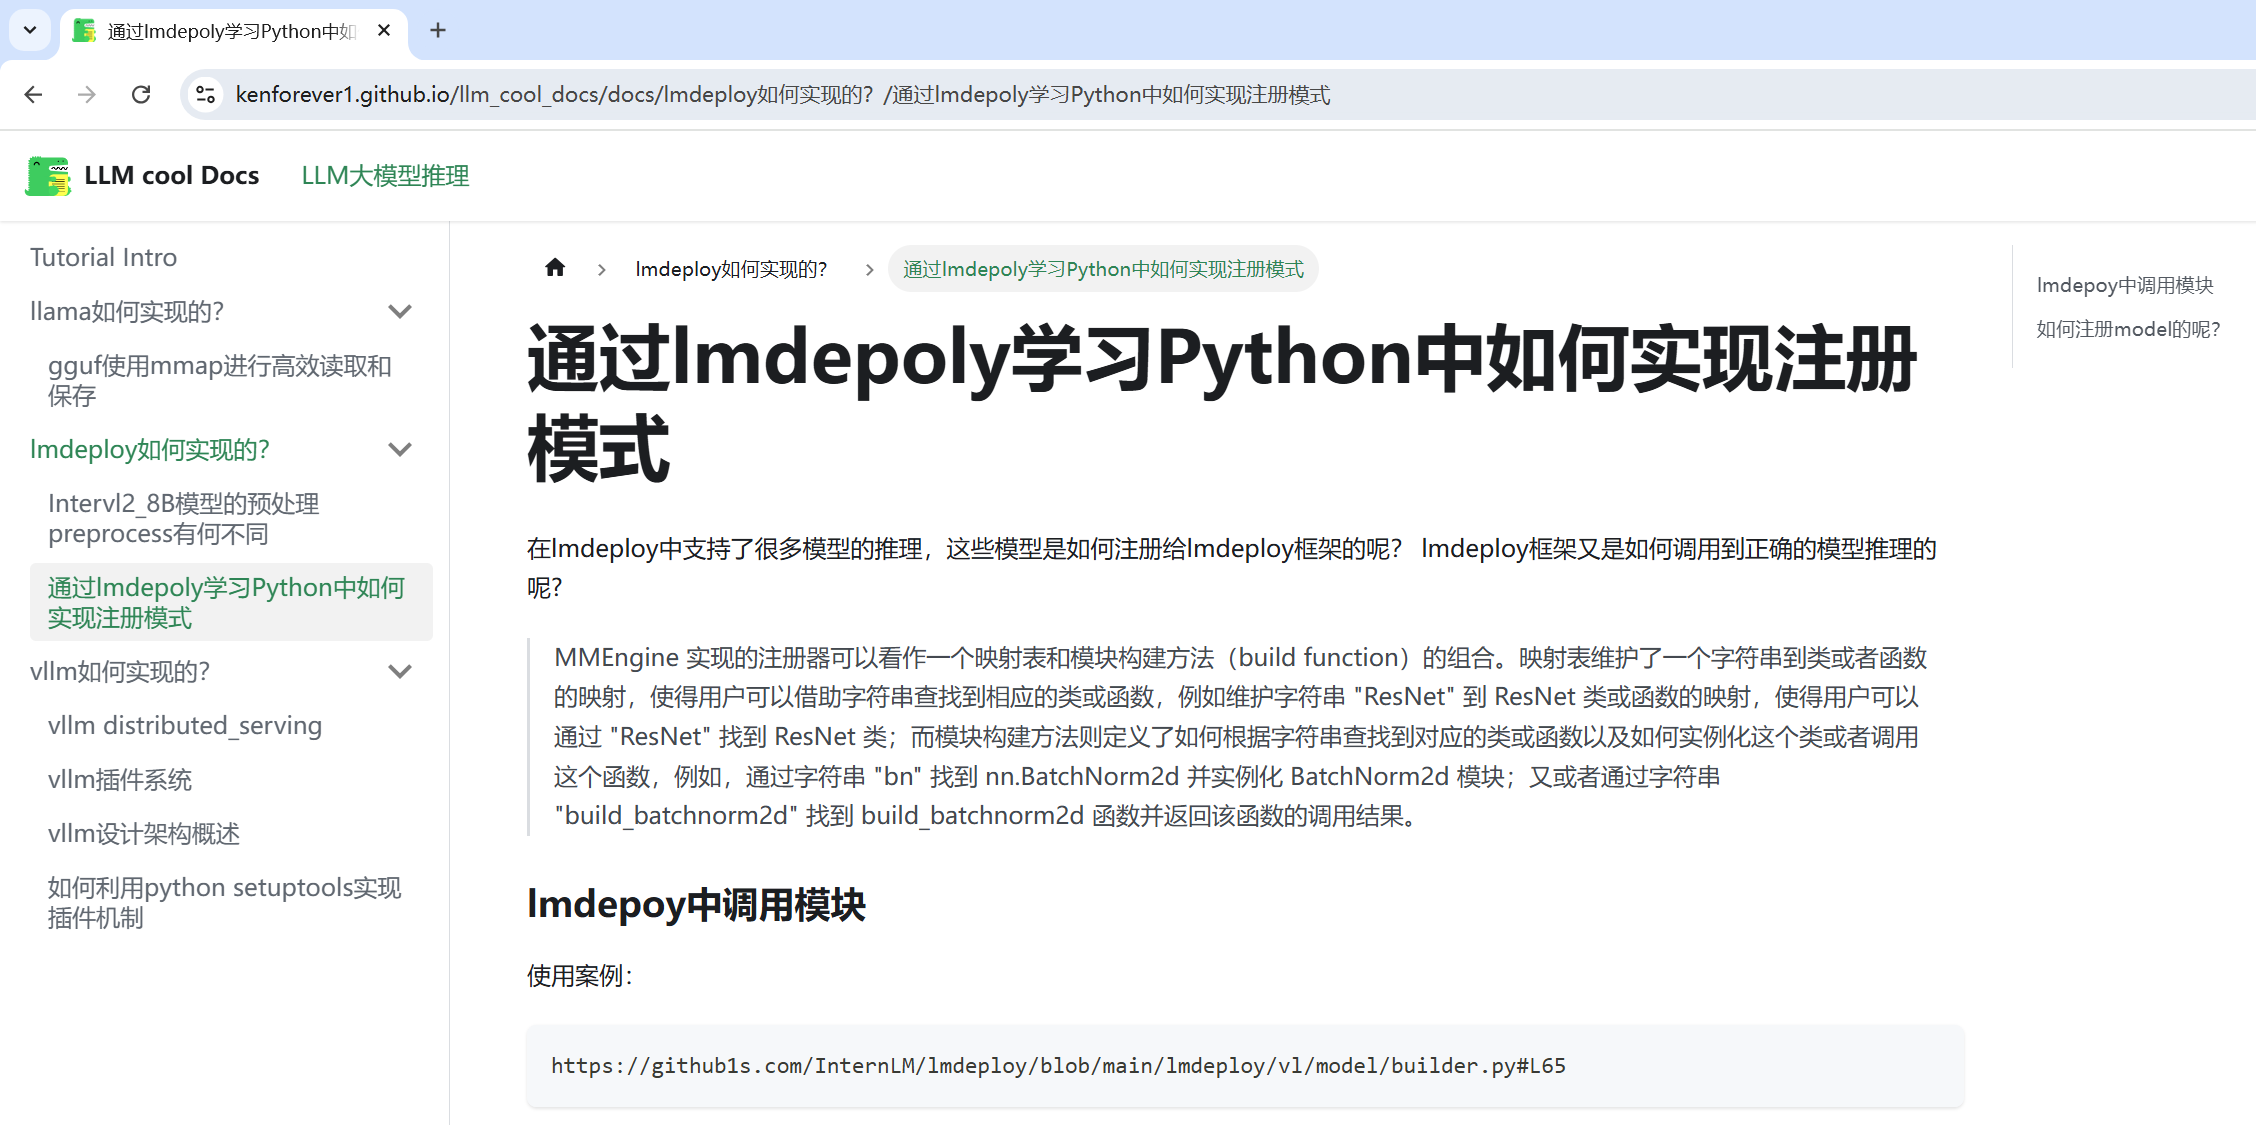 通过lmdepoly学习Python中如
kenforever1.github.io/llm_cool_docs/docs/lmdeploy如何实现的？/通过lmdepoly学习Python中如何实现注册模式
LLM cool Docs
LLM大模型推理
Tutorial Intro
llama如何实现的？
gguf使用mmap进行高效读取和
保存
lmdeploy如何实现的？
Intervl2_8B模型的预处理
preprocess有何不同
通过lmdepoly学习Python中如何
实现注册模式
vllm如何实现的？
vllm distributed_serving
vllm插件系统
vllm设计架构概述
如何利用python setuptools实现
插件机制
lmdeploy如何实现的？
通过lmdepoly学习Python中如何实现注册模式
通过lmdepoly学习Python中如何实现注册
模式
在lmdeploy中支持了很多模型的推理，这些模型是如何注册给lmdeploy框架的呢？ lmdeploy框架又是如何调用到正确的模型推理的
呢？
MMEngine 实现的注册器可以看作一个映射表和模块构建方法（build function）的组合。映射表维护了一个字符串到类或者函数
的映射，使得用户可以借助字符串查找到相应的类或函数，例如维护字符串 "ResNet" 到 ResNet 类或函数的映射，使得用户可以
通过 "ResNet" 找到 ResNet 类；而模块构建方法则定义了如何根据字符串查找到对应的类或函数以及如何实例化这个类或者调用
这个函数，例如，通过字符串 "bn" 找到 nn.BatchNorm2d 并实例化 BatchNorm2d 模块；又或者通过字符串
"build_batchnorm2d" 找到 build_batchnorm2d 函数并返回该函数的调用结果。
lmdepoy中调用模块
使用案例：
https://github1s.com/InternLM/lmdeploy/blob/main/lmdeploy/vl/model/builder.py#L65
lmdepoy中调用模块
如何注册model的呢？